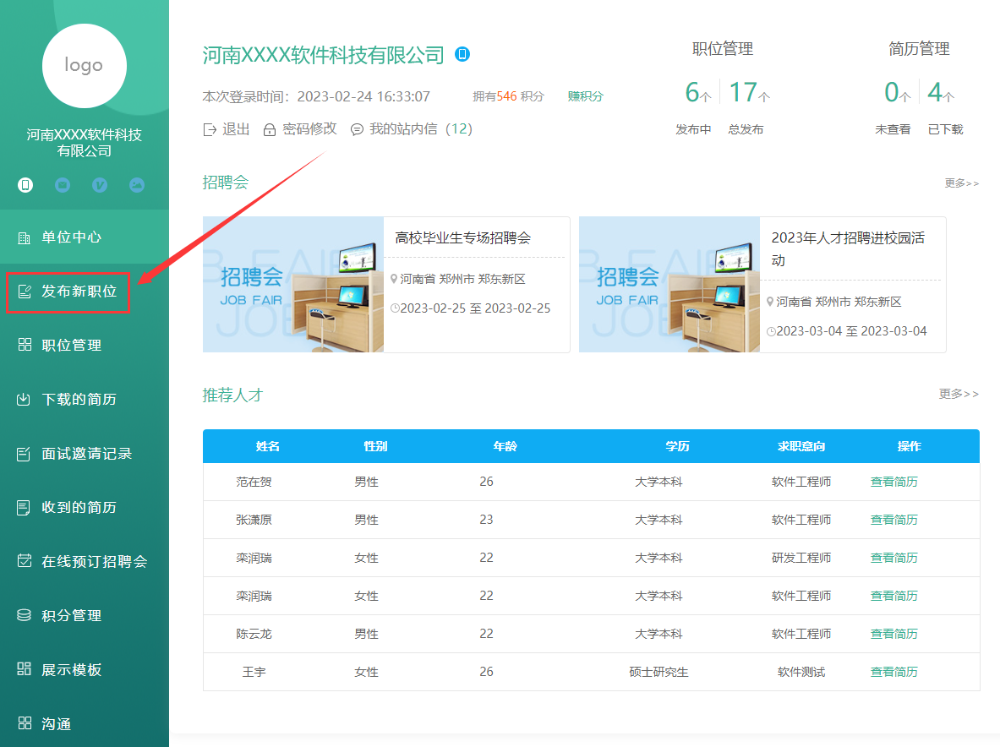 logo
河南XXXX软件科技
有限公司
单位中心
发布新职位
职位管理
下载的简历
面试邀请记录
收到的简历
在线预订招聘会
积分管理
展示模板
沟通
河南XXXX软件科技有限公司
本次登录时间：2023-02-24 16:33:07 拥有546 积分 赚积分
退出 密码修改 我的站内信（12）
职位管理
6个 17个
发布中 总发布
简历管理
0个 4个
未查看 已下载
招聘会 更多>>
B FAIR
招聘会
JOB FAIR
JOB
高校毕业生专场招聘会
河南省 郑州市 郑东新区
2023-02-25 至 2023-02-25
B FAIR
招聘会
JOB FAIR
JOB
2023年人才招聘进校园活
动
河南省 郑州市 郑东新区
2023-03-04 至 2023-03-04
推荐人才 更多>>
姓名 性别 年龄 学历 求职意向 操作
范在贺 男性 26 大学本科 软件工程师 查看简历
张潇原 男性 23 大学本科 软件工程师 查看简历
栾润瑞 女性 22 大学本科 研发工程师 查看简历
栾润瑞 女性 22 大学本科 软件工程师 查看简历
陈云龙 男性 22 大学本科 软件工程师 查看简历
王宇 女性 26 硕士研究生 软件测试 查看简历